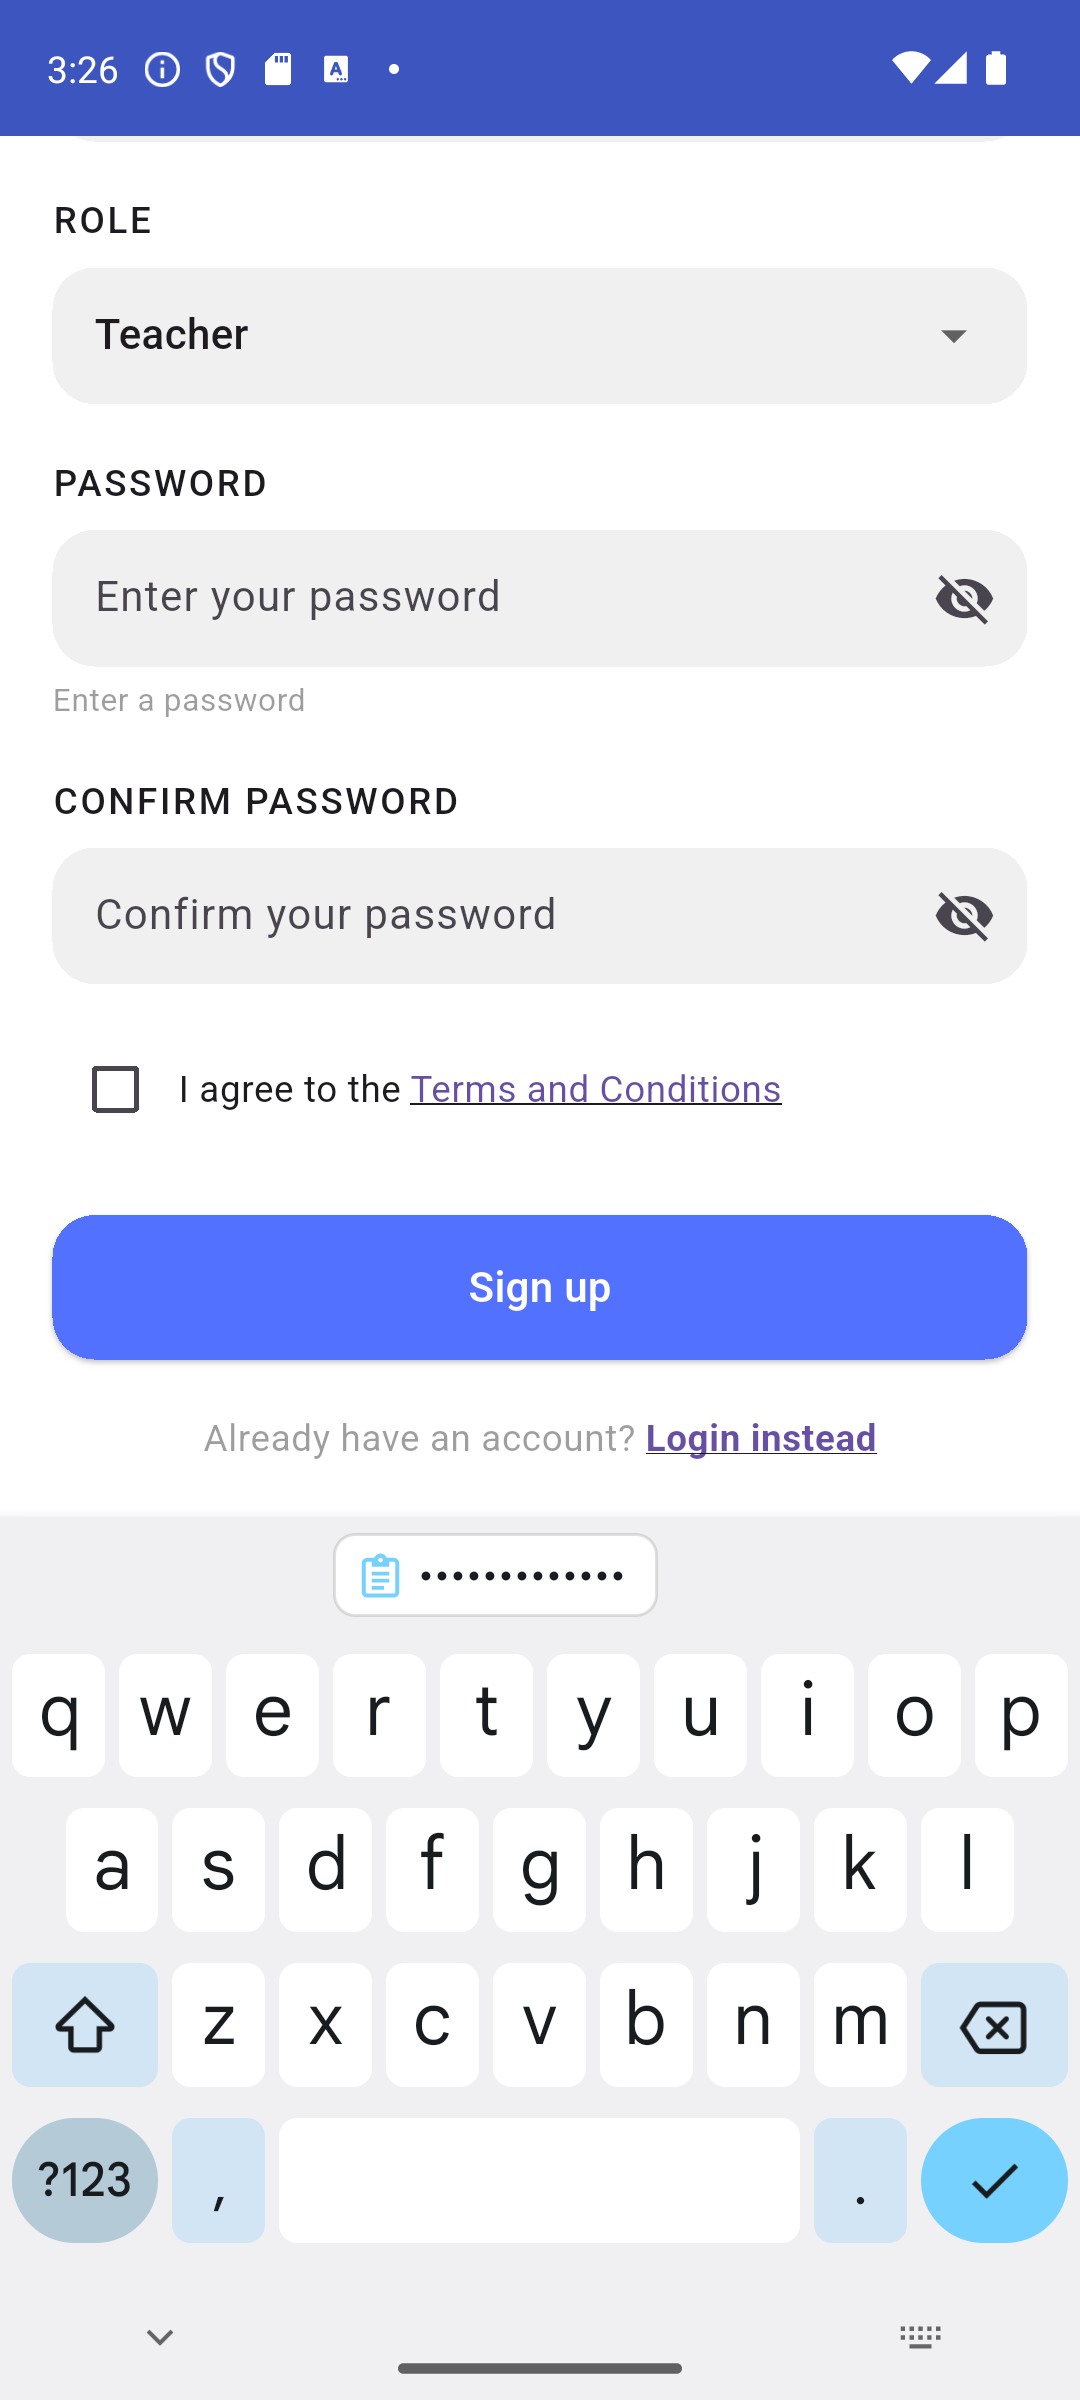 3:26
ROLE
Teacher
PASSWORD
Enter your password
Enter a password
CONFIRM PASSWORD
Confirm your password
I agree to the Terms and Conditions
Sign up
Already have an account? Login instead
•••••••••••••
q w e r t y u i o p
a s d f g h j k l
z x c v b n m
?123 , .